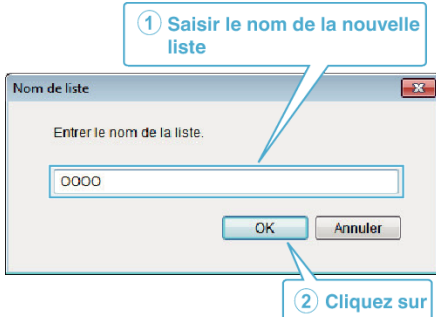 ① Saisir le nom de la nouvelle
liste
Nom de liste
Entrer le nom de la liste.
OOOO
OK Annuler
② Cliquez sur